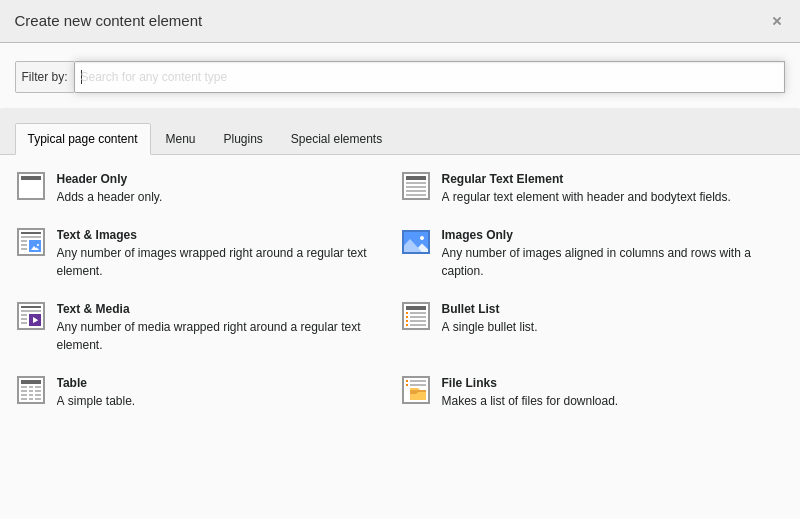 Create new content element
×
Filter by:
Search for any content type
Typical page content
Menu
Plugins
Special elements
Header Only
Adds a header only.
Regular Text Element
A regular text element with header and bodytext fields.
Text & Images
Any number of images wrapped right around a regular text
element.
Images Only
Any number of images aligned in columns and rows with a
caption.
Text & Media
Any number of media wrapped right around a regular text
element.
Bullet List
A single bullet list.
Table
A simple table.
File Links
Makes a list of files for download.